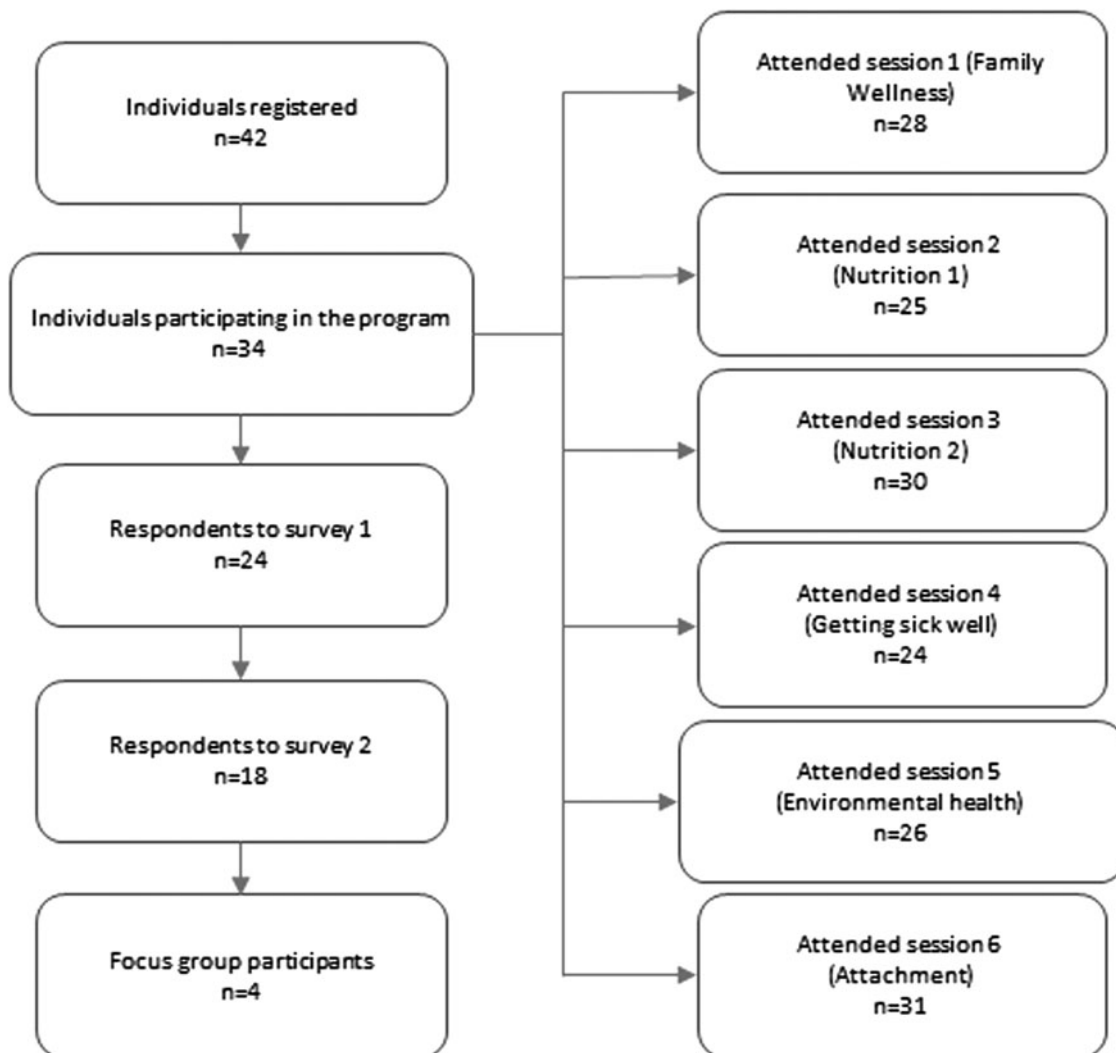 Individuals registered
n=42
Individuals participating in the program
n=34
Respondents to survey 1
n=24
Respondents to survey 2
n=18
Focus group participants
n=4
Attended session 1 (Family
Wellness)
n=28
Attended session 2
(Nutrition 1)
n=25
Attended session 3
(Nutrition 2)
n=30
Attended session 4
(Getting sick well)
n=24
Attended session 5
(Environmental health)
n=26
Attended session 6
(Attachment)
n=31